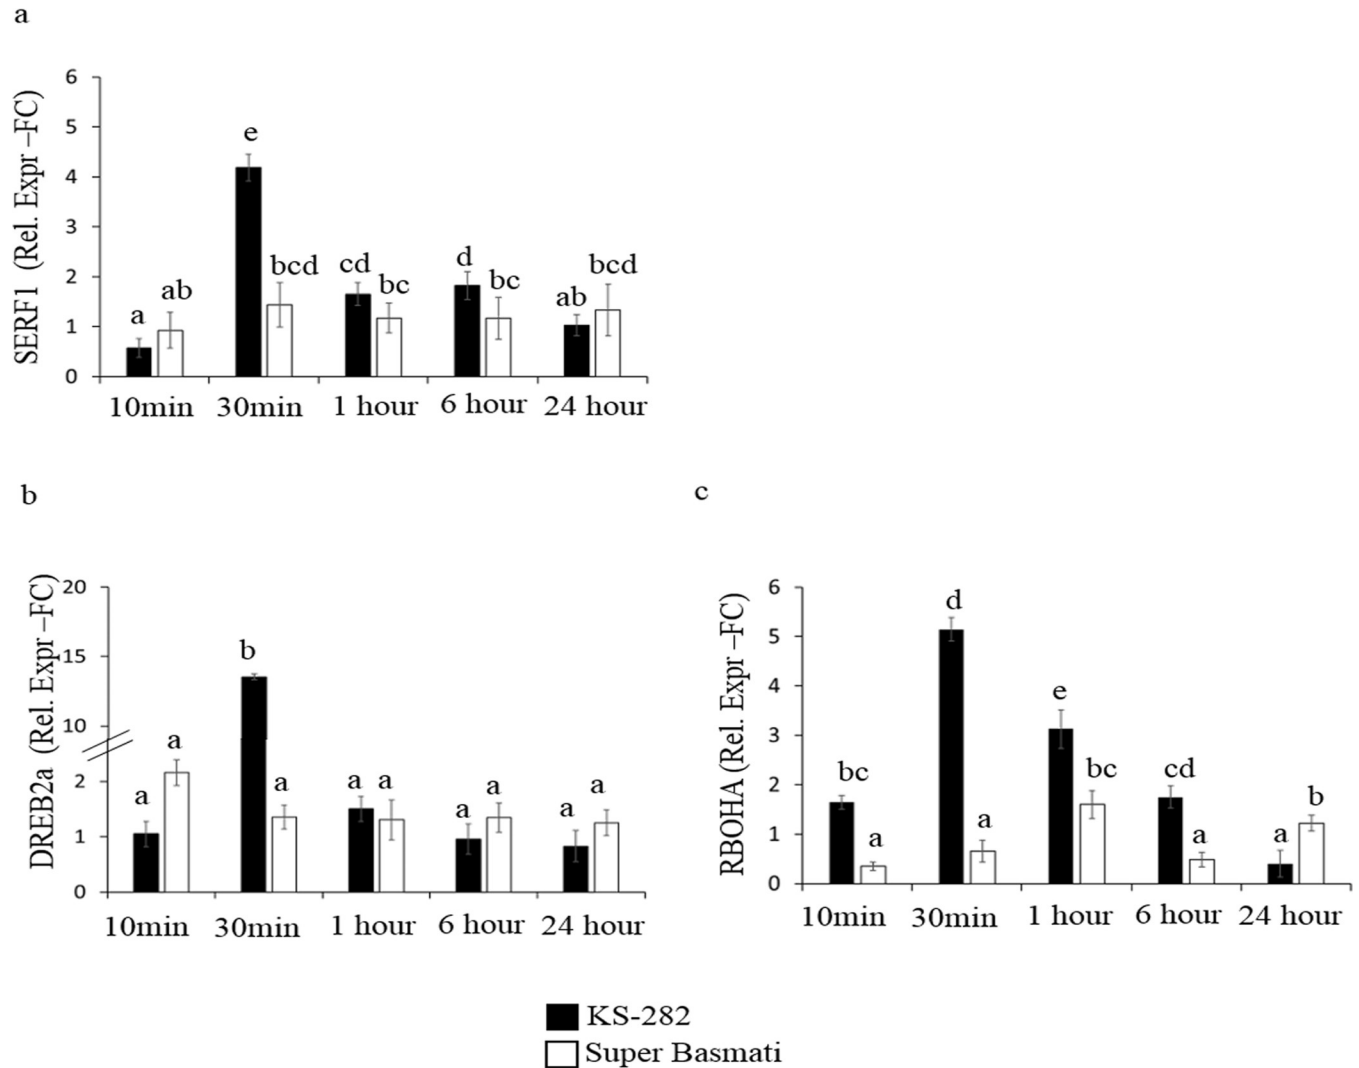 a
SERF1 (Rel. Expr –FC)
6
5
4
3
2
1
0
a
ab
e
bcd
cd
bc
d
bc
ab
bcd
10min 30min 1 hour 6 hour 24 hour
b
DREB2a (Rel. Expr –FC)
20
15
10
2
1
0
a
a
b
a
a
a
a
a
a
a
10min 30min 1 hour 6 hour 24 hour
c
RBOHA (Rel. Expr –FC)
6
5
4
3
2
1
0
bc
a
d
a
e
bc
cd
a
a
b
10min 30min 1 hour 6 hour 24 hour
KS-282
Super Basmati